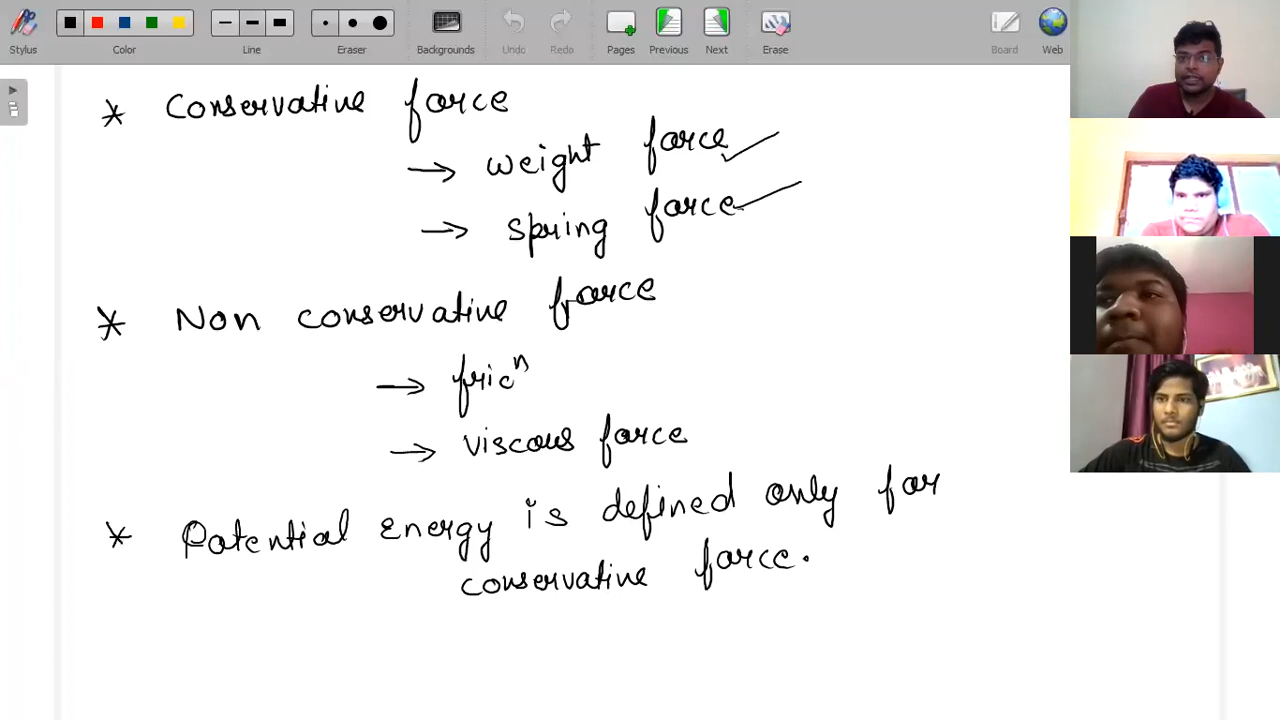 Stylus
Color
Line
Eraser
Backgrounds
Undo
Redo
Pages
Previous
Next
Erase
Board
Web
* Conservative force
→ weight force ✓
→ spring force ✓
* Non conservative force
→ fricⁿ
→ viscous force
* Potential energy is defined only for
conservative force.